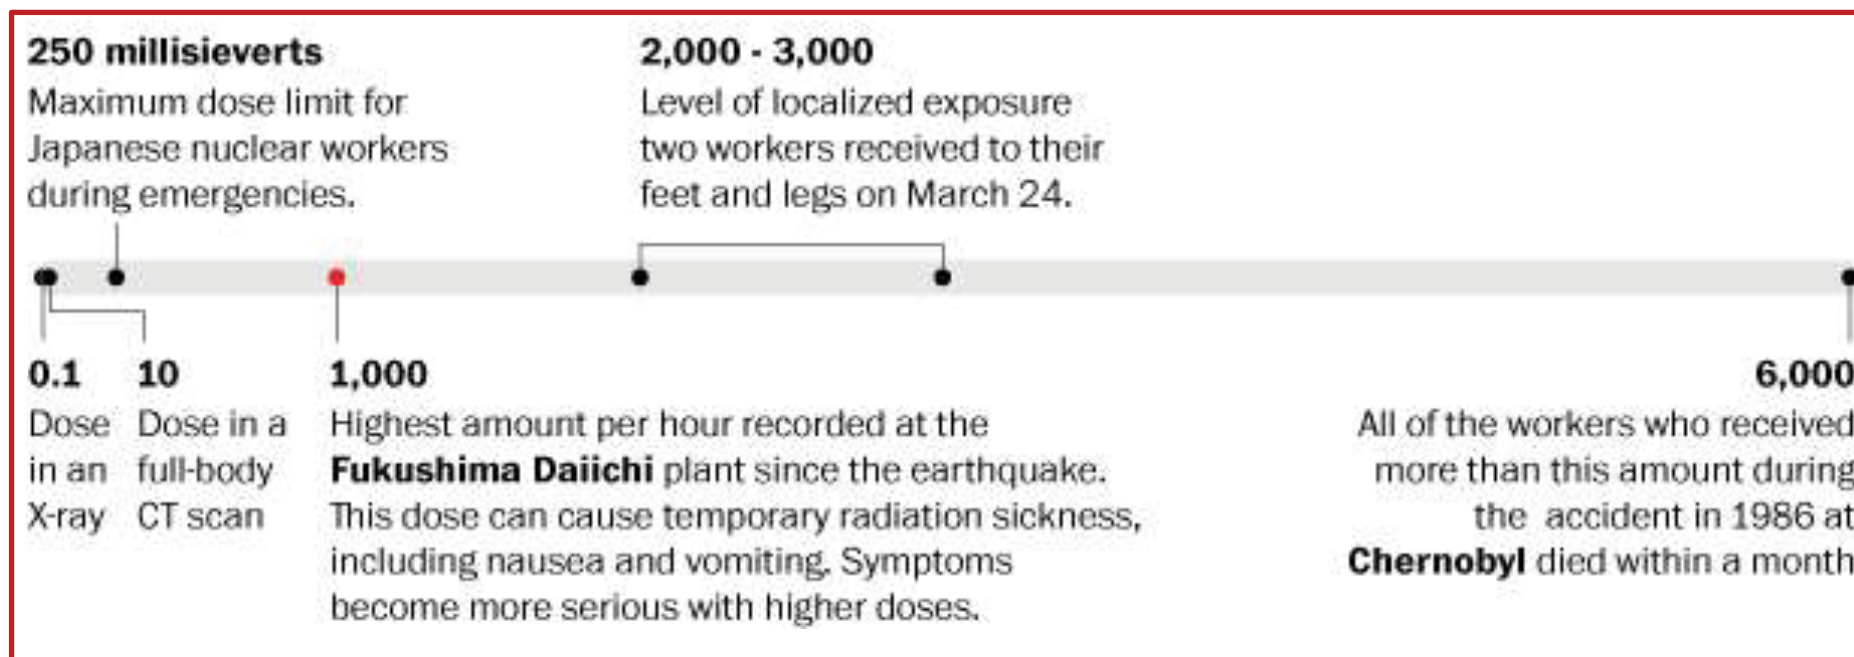 250 millisieverts
Maximum dose limit for
Japanese nuclear workers
during emergencies.
2,000 - 3,000
Level of localized exposure
two workers received to their
feet and legs on March 24.
0.1
Dose
in an
X-ray
10
Dose in a
full-body
CT scan
1,000
Highest amount per hour recorded at the
Fukushima Daiichi plant since the earthquake.
This dose can cause temporary radiation sickness,
including nausea and vomiting. Symptoms
become more serious with higher doses.
6,000
All of the workers who received
more than this amount during
the accident in 1986 at
Chernobyl died within a month